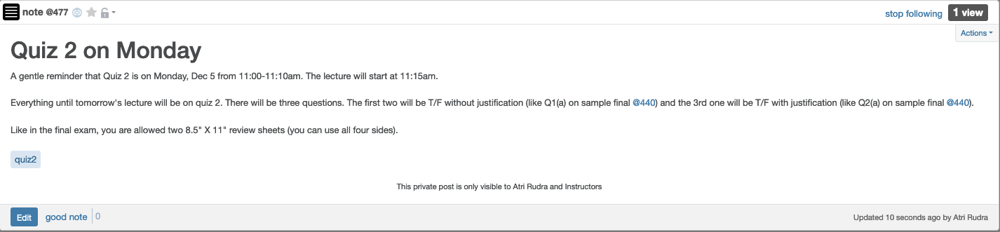 note @477
stop following
1 view
Actions
Quiz 2 on Monday
A gentle reminder that Quiz 2 is on Monday, Dec 5 from 11:00-11:10am. The lecture will start at 11:15am.
Everything until tomorrow's lecture will be on quiz 2. There will be three questions. The first two will be T/F without justification (like Q1(a) on sample final @440) and the 3rd one will be T/F with justification (like Q2(a) on sample final @440).
Like in the final exam, you are allowed two 8.5" X 11" review sheets (you can use all four sides).
quiz2
This private post is only visible to Atri Rudra and Instructors
Edit
good note
0
Updated 10 seconds ago by Atri Rudra